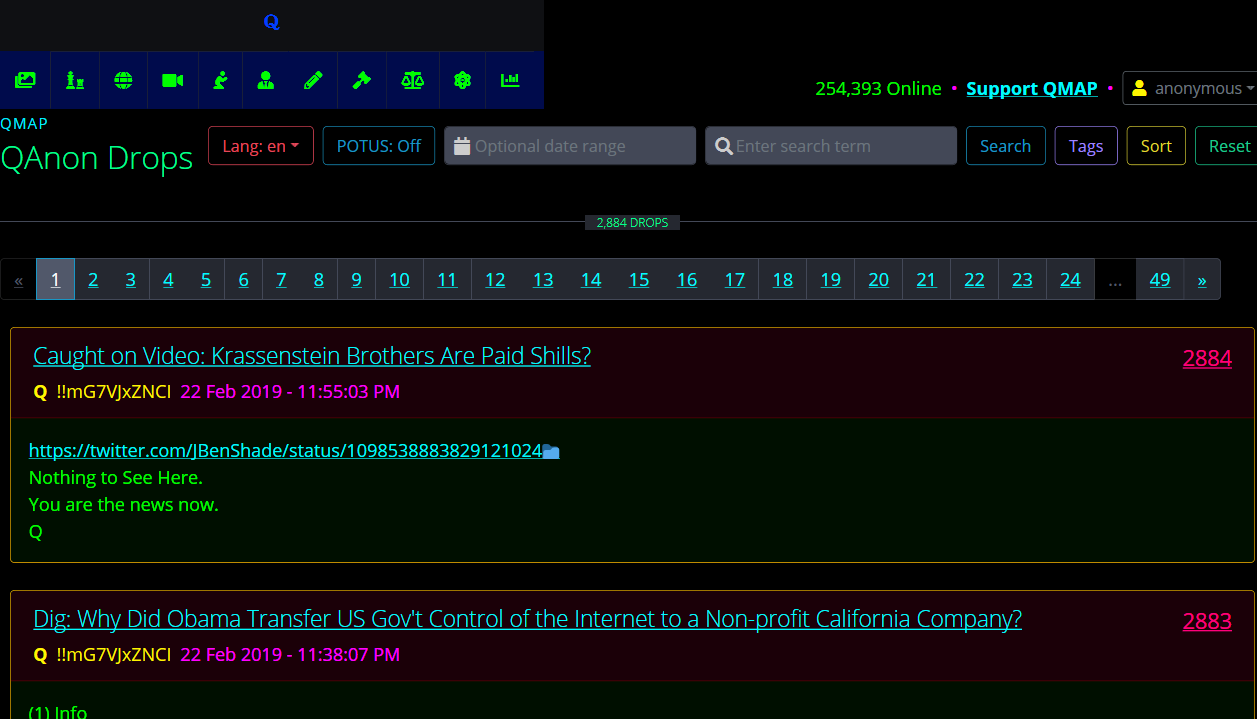 Q
254,393 Online • Support QMAP • anonymous
QMAP
QAnon Drops
Lang: en
POTUS: Off
Optional date range
Enter search term
Search
Tags
Sort
Reset
2,884 DROPS
« 1 2 3 4 5 6 7 8 9 10 11 12 13 14 15 16 17 18 19 20 21 22 23 24 ... 49 »
Caught on Video: Krassenstein Brothers Are Paid Shills?
2884
Q !!mG7VJxZNCI 22 Feb 2019 - 11:55:03 PM
https://twitter.com/JBenShade/status/1098538883829121024
Nothing to See Here.
You are the news now.
Q
Dig: Why Did Obama Transfer US Gov't Control of the Internet to a Non-profit California Company?
2883
Q !!mG7VJxZNCI 22 Feb 2019 - 11:38:07 PM
(1) Info